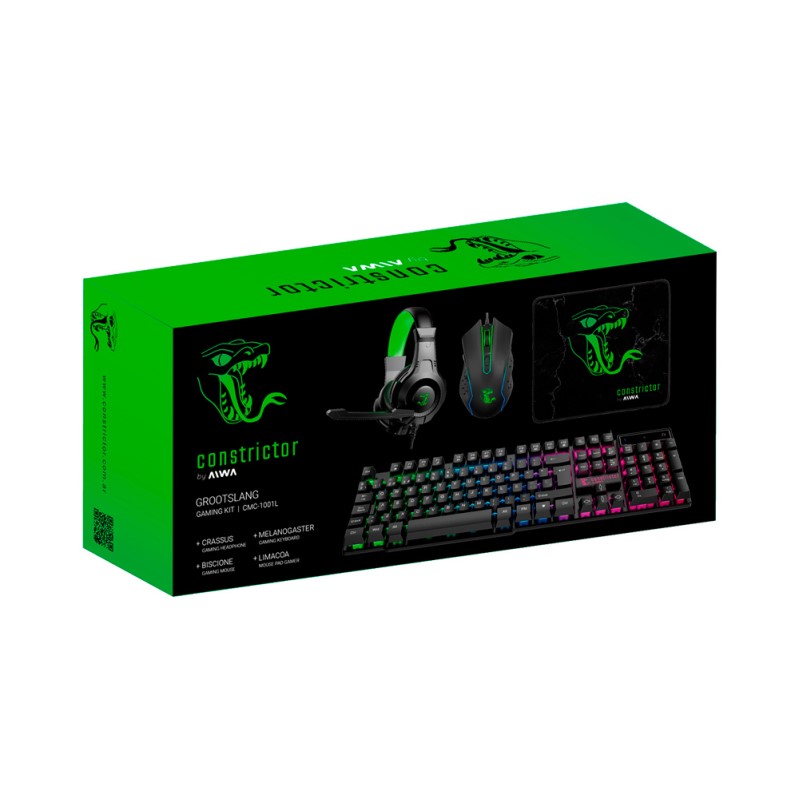 constrictor
by AIWA
www.constrictor.com.ar
constrictor
by AIWA
GROOTSLANG
GAMING KIT | CMC-1001L
+ CRASSUS
GAMING HEADPHONE
+ MELANOGASTER
GAMING KEYBOARD
+ BISCIONE
GAMING MOUSE
+ LIMACOA
MOUSE PAD GAMER
constrictor
by AIWA